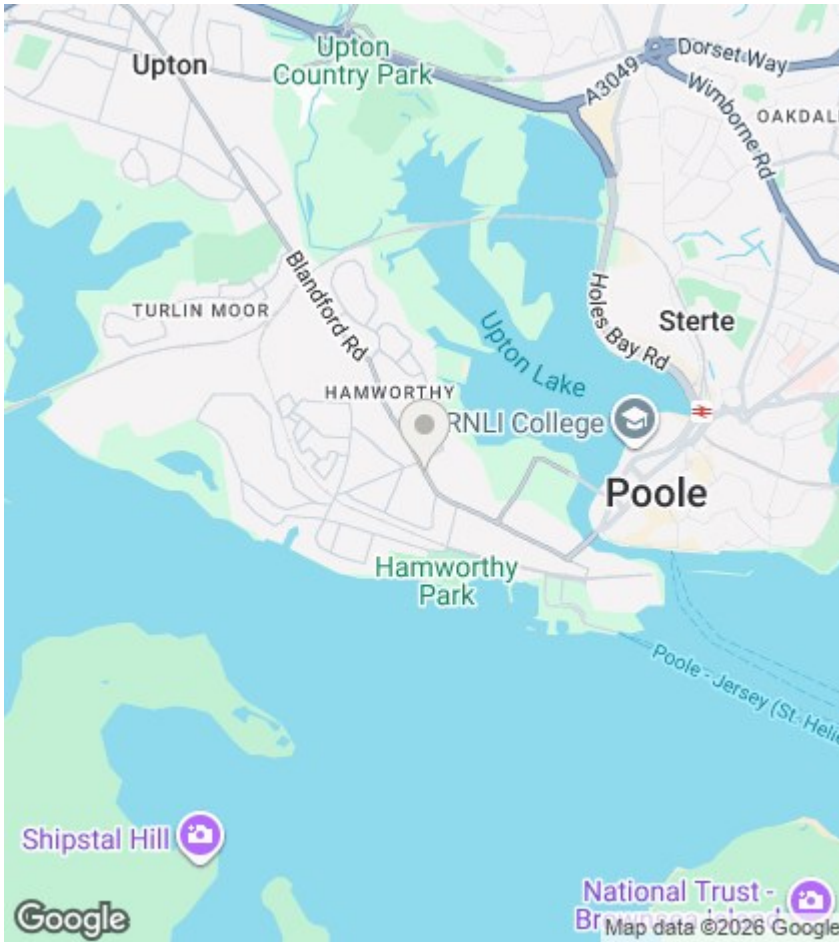 Upton
Upton
Country Park
Dorset Way
A3049
Wimborne Rd
OAKDAL
Blandford Rd
Holes Bay Rd
TURLIN MOOR
Upton Lake
Sterte
HAMWORTHY
RNLI College
Poole
Hamworthy
Park
Poole - Jersey (St. Helie
Shipstal Hill
National Trust -
Google
Map data ©2026 Google